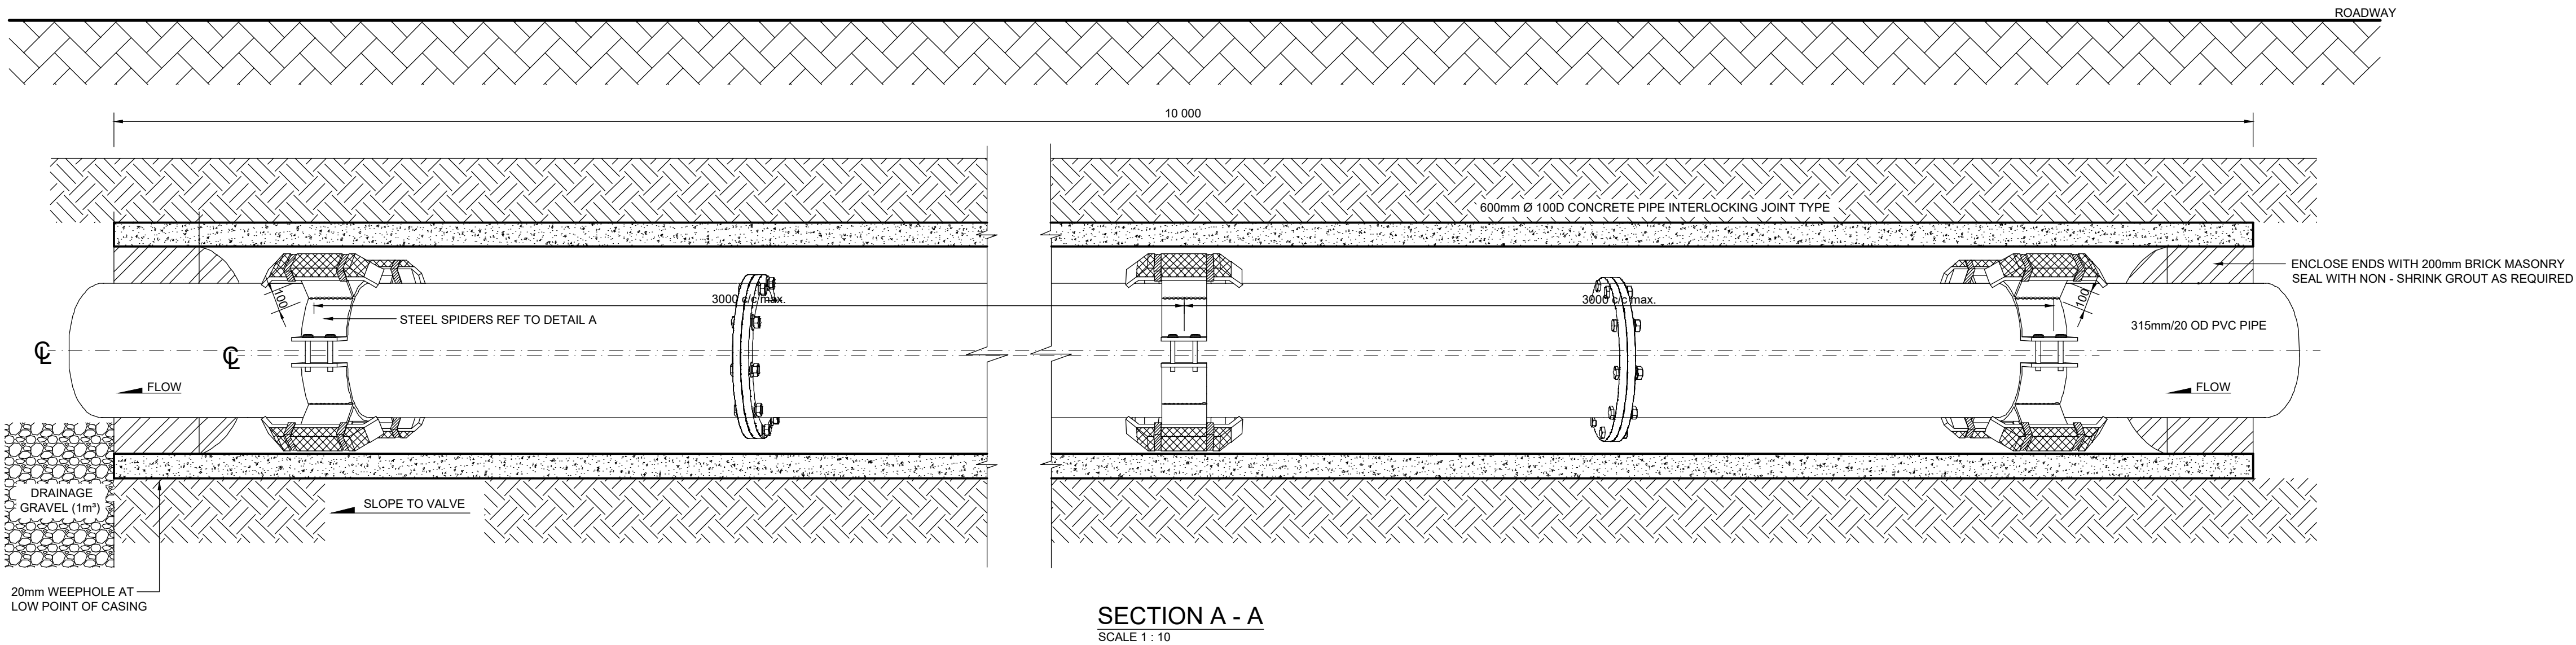 ROADWAY
10 000
600mm Ø 100D CONCRETE PIPE INTERLOCKING JOINT TYPE
ENCLOSE ENDS WITH 200mm BRICK MASONRY
SEAL WITH NON - SHRINK GROUT AS REQUIRED
100
3000 c/c max.
3000 c/c max.
100
STEEL SPIDERS REF TO DETAIL A
315mm/20 OD PVC PIPE
CL
CL
FLOW
FLOW
DRAINAGE
GRAVEL (1m³)
SLOPE TO VALVE
20mm WEEPHOLE AT
LOW POINT OF CASING
SECTION A - A
SCALE 1 : 10